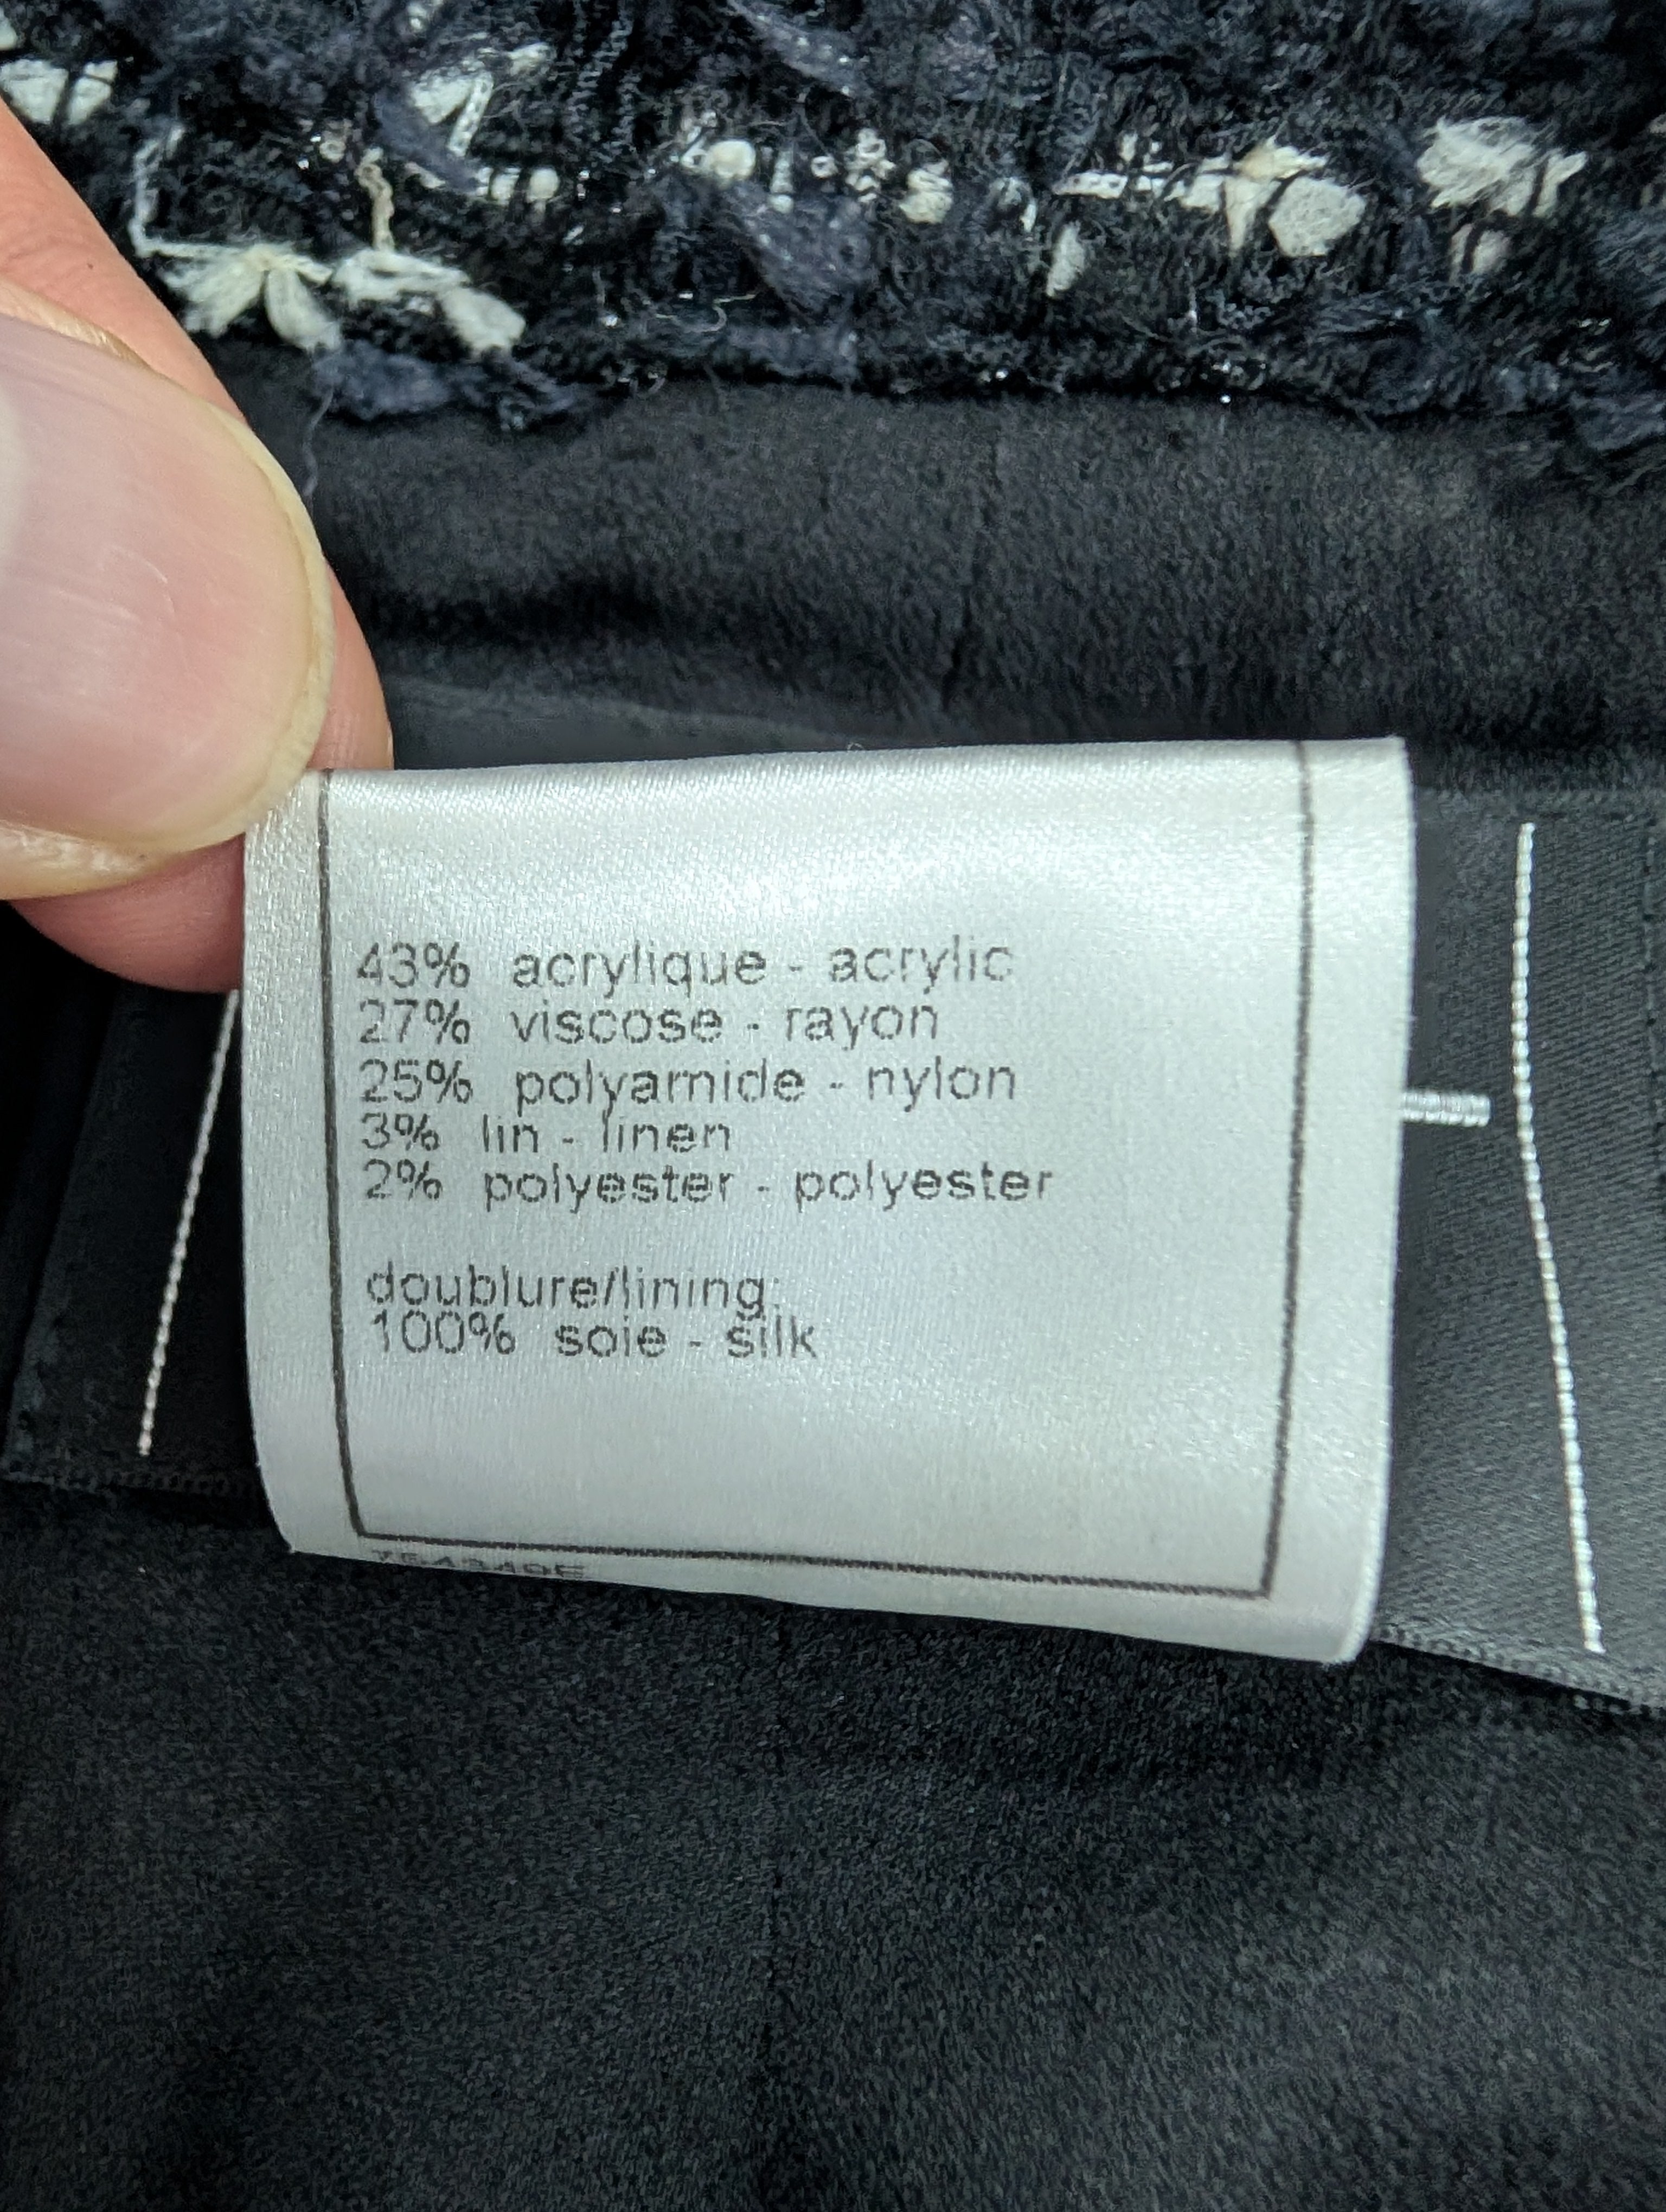 43% acrylique - acrylic
27% viscose - rayon
25% polyamide - nylon
3% lin - linen
2% polyester - polyester
doublure/lining:
100% soie - silk